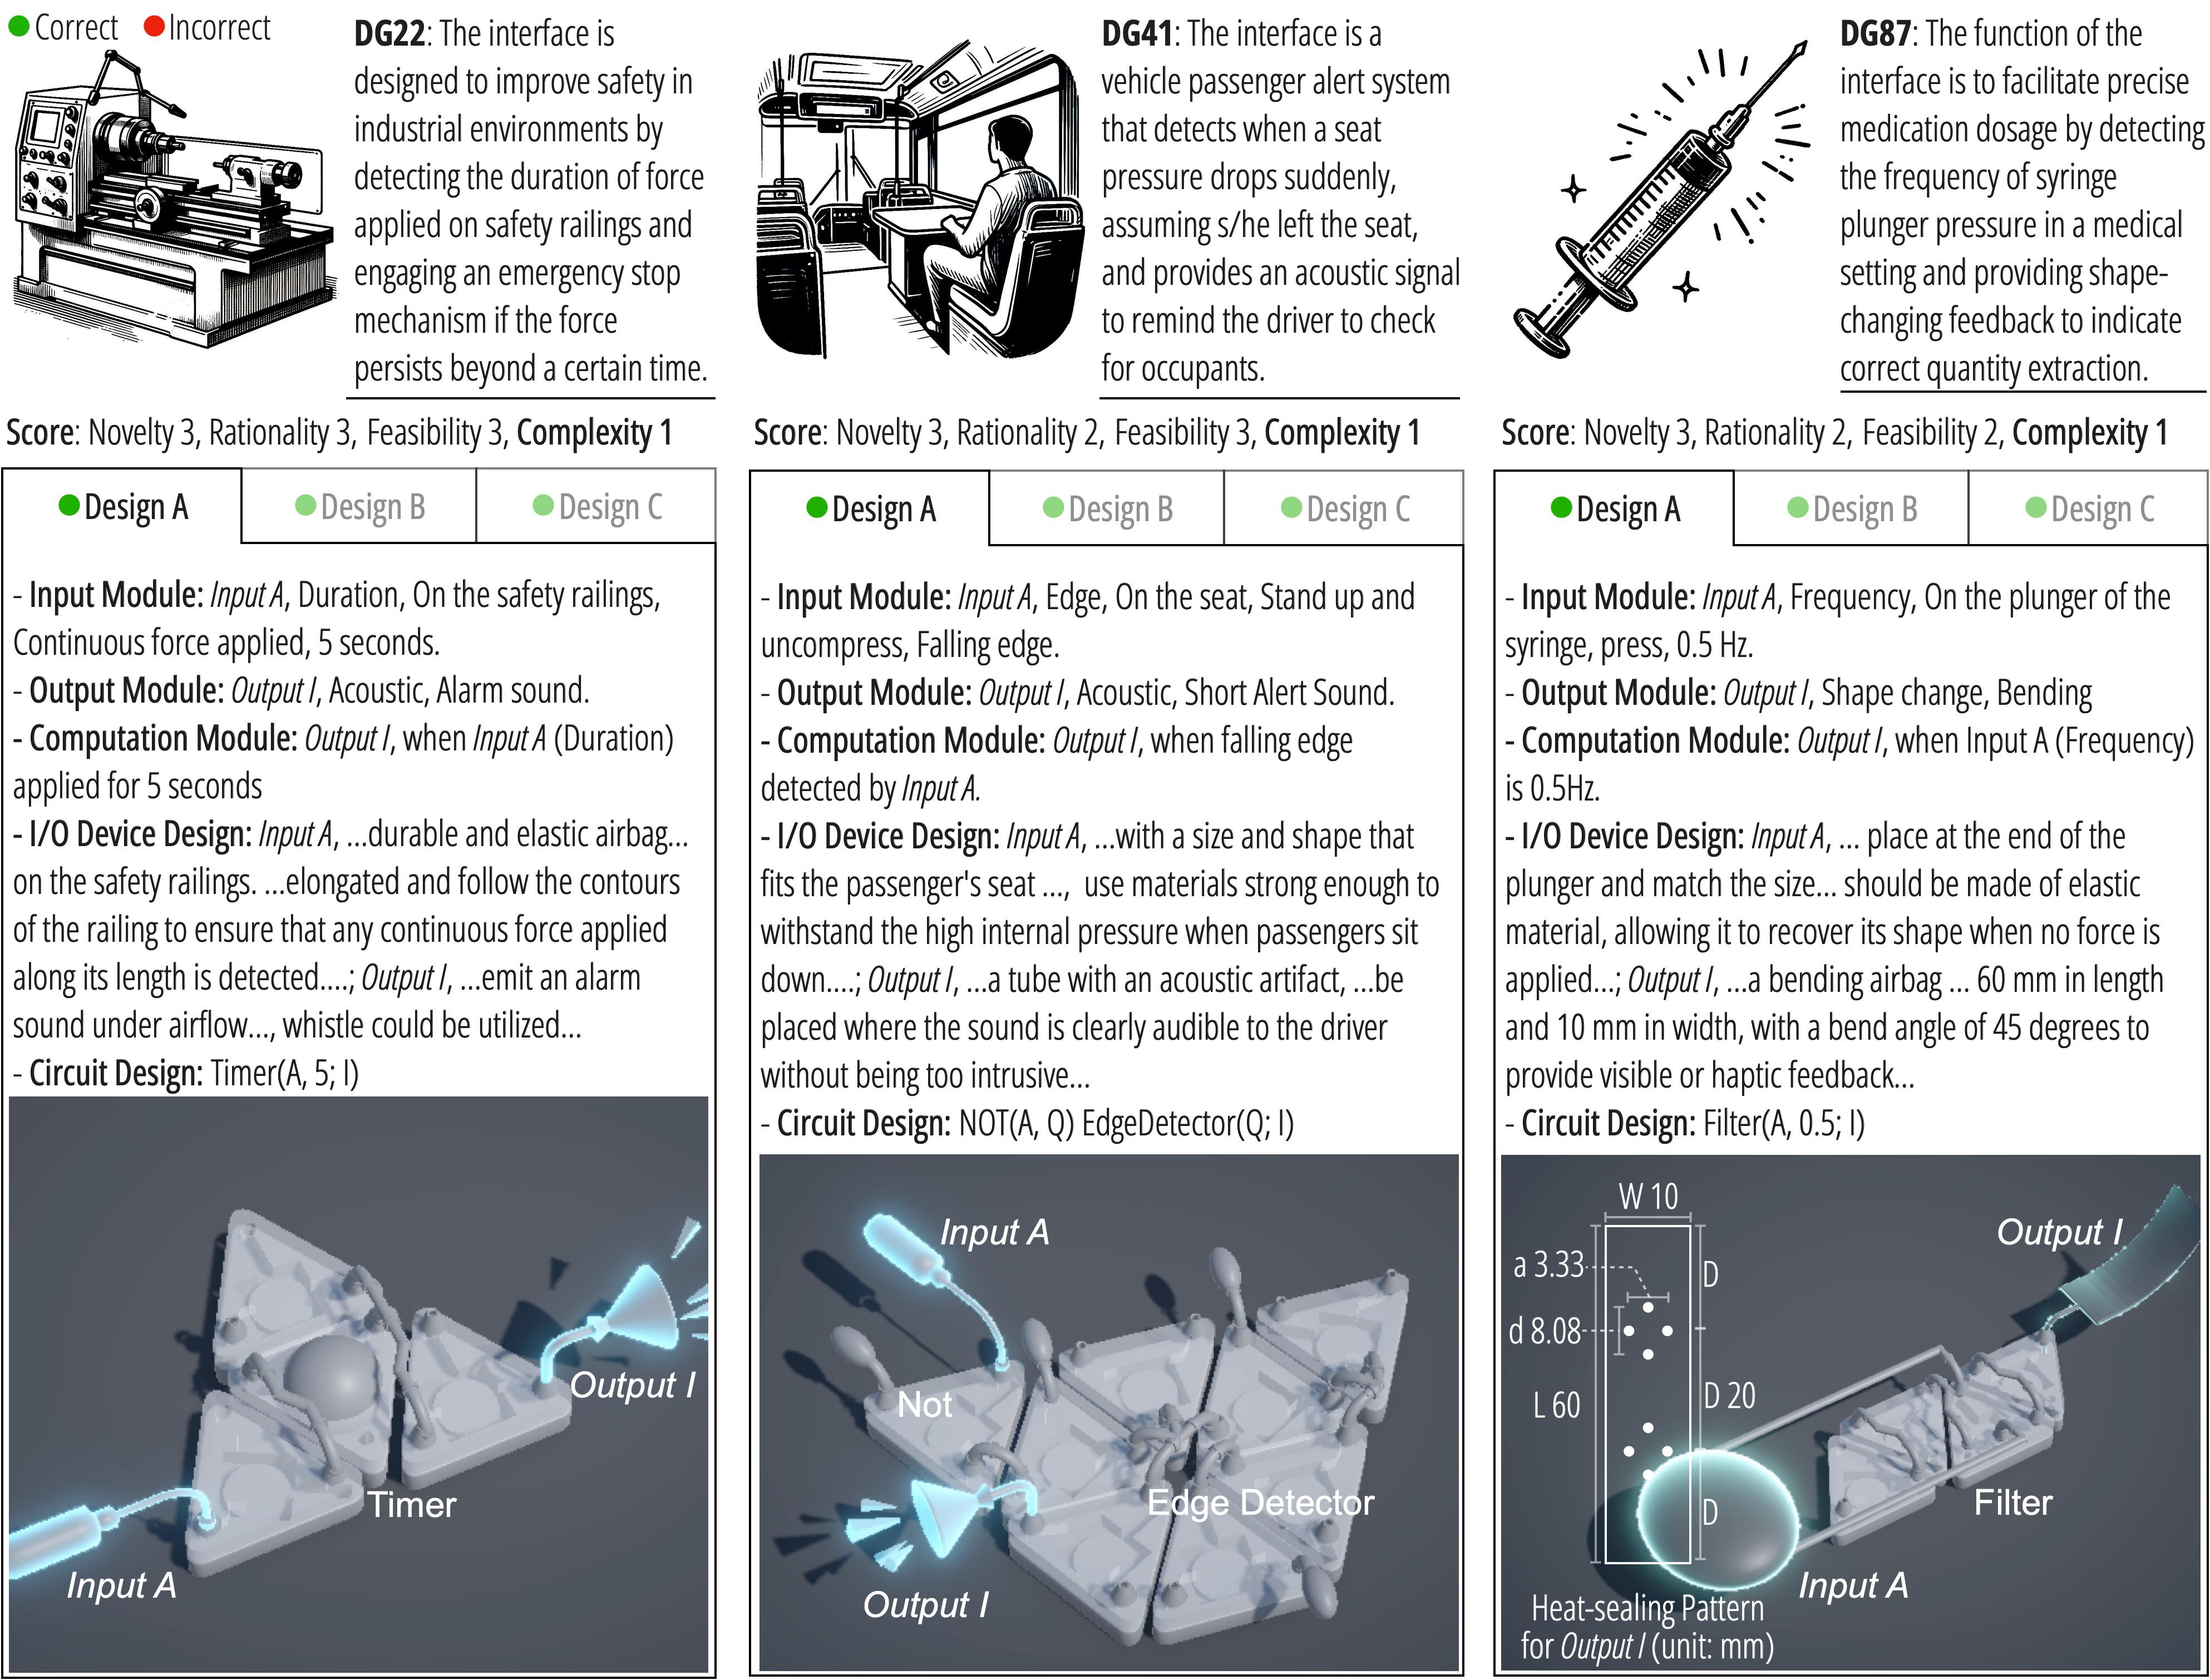 Correct Incorrect
DG22: The interface is
designed to improve safety in
industrial environments by
detecting the duration of force
applied on safety railings and
engaging an emergency stop
mechanism if the force
persists beyond a certain time.
Score: Novelty 3, Rationality 3, Feasibility 3, Complexity 1
Design A Design B Design C
- Input Module: Input A, Duration, On the safety railings,
Continuous force applied, 5 seconds.
- Output Module: Output I, Acoustic, Alarm sound.
- Computation Module: Output I, when Input A (Duration)
applied for 5 seconds
- I/O Device Design: Input A, ...durable and elastic airbag...
on the safety railings. ...elongated and follow the contours
of the railing to ensure that any continuous force applied
along its length is detected....; Output I, ...emit an alarm
sound under airflow..., whistle could be utilized...
- Circuit Design: Timer(A, 5; I)
Output I
Timer
Input A
DG41: The interface is a
vehicle passenger alert system
that detects when a seat
pressure drops suddenly,
assuming s/he left the seat,
and provides an acoustic signal
to remind the driver to check
for occupants.
Score: Novelty 3, Rationality 2, Feasibility 3, Complexity 1
Design A Design B Design C
- Input Module: Input A, Edge, On the seat, Stand up and
uncompress, Falling edge.
- Output Module: Output I, Acoustic, Short Alert Sound.
- Computation Module: Output I, when falling edge
detected by Input A.
- I/O Device Design: Input A, ...with a size and shape that
fits the passenger's seat ..., use materials strong enough to
withstand the high internal pressure when passengers sit
down....; Output I, ...a tube with an acoustic artifact, ...be
placed where the sound is clearly audible to the driver
without being too intrusive...
- Circuit Design: NOT(A, Q) EdgeDetector(Q; I)
Input A
Not
Edge Detector
Output I
DG87: The function of the
interface is to facilitate precise
medication dosage by detecting
the frequency of syringe
plunger pressure in a medical
setting and providing shape-
changing feedback to indicate
correct quantity extraction.
Score: Novelty 3, Rationality 2, Feasibility 2, Complexity 1
Design A Design B Design C
- Input Module: Input A, Frequency, On the plunger of the
syringe, press, 0.5 Hz.
- Output Module: Output I, Shape change, Bending
- Computation Module: Output I, when Input A (Frequency)
is 0.5Hz.
- I/O Device Design: Input A, ... place at the end of the
plunger and match the size... should be made of elastic
material, allowing it to recover its shape when no force is
applied...; Output I, ...a bending airbag ... 60 mm in length
and 10 mm in width, with a bend angle of 45 degrees to
provide visible or haptic feedback...
- Circuit Design: Filter(A, 0.5; I)
W 10
Output I
a 3.33
D
d 8.08
L 60
D 20
Filter
D
Input A
Heat-sealing Pattern
for Output I (unit: mm)